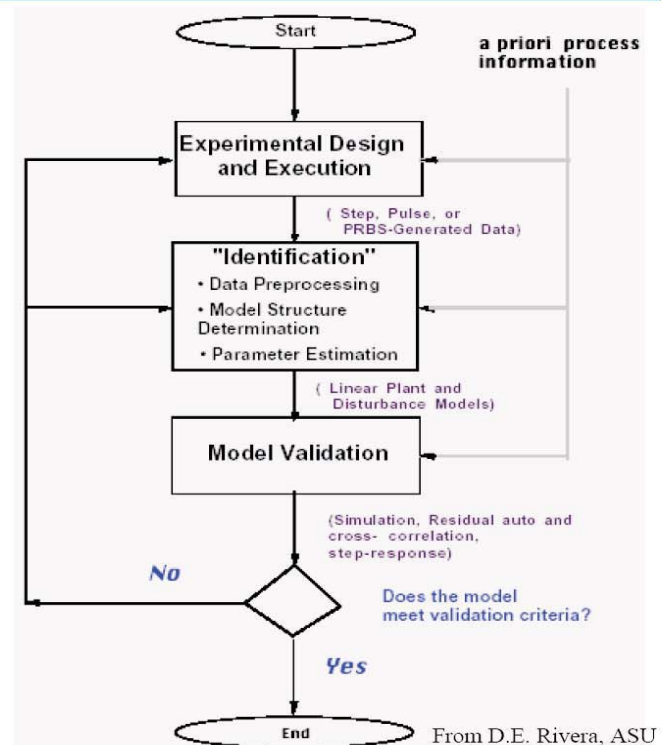 Start
a priori process
information
Experimental Design
and Execution
( Step, Pulse, or
PRBS-Generated Data)
"Identification"
• Data Preprocessing
• Model Structure
Determination
• Parameter Estimation
( Linear Plant and
Disturbance Models)
Model Validation
(Simulation, Residual auto and
cross- correlation,
step-response)
No
Does the model
meet validation criteria?
Yes
End
From D.E. Rivera, ASU